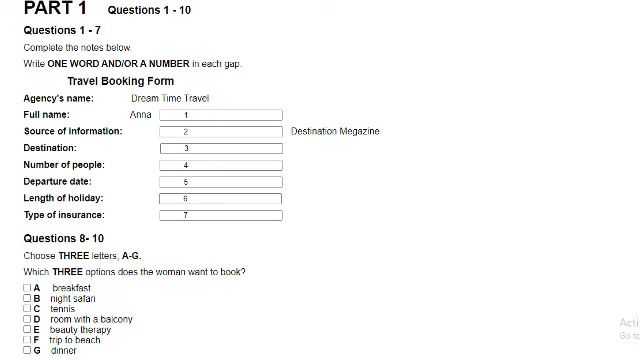 PART 1 Questions 1 - 10
Questions 1 - 7
Complete the notes below.
Write ONE WORD AND/OR A NUMBER in each gap.
Travel Booking Form
Agency's name: Dream Time Travel
Full name: Anna 1
Source of information: 2 Destination Megazine
Destination: 3
Number of people: 4
Departure date: 5
Length of holiday: 6
Type of insurance: 7
Questions 8- 10
Choose THREE letters, A-G.
Which THREE options does the woman want to book?
A breakfast
B night safari
C tennis
D room with a balcony
E beauty therapy
F trip to beach
G dinner
Acti
Go to